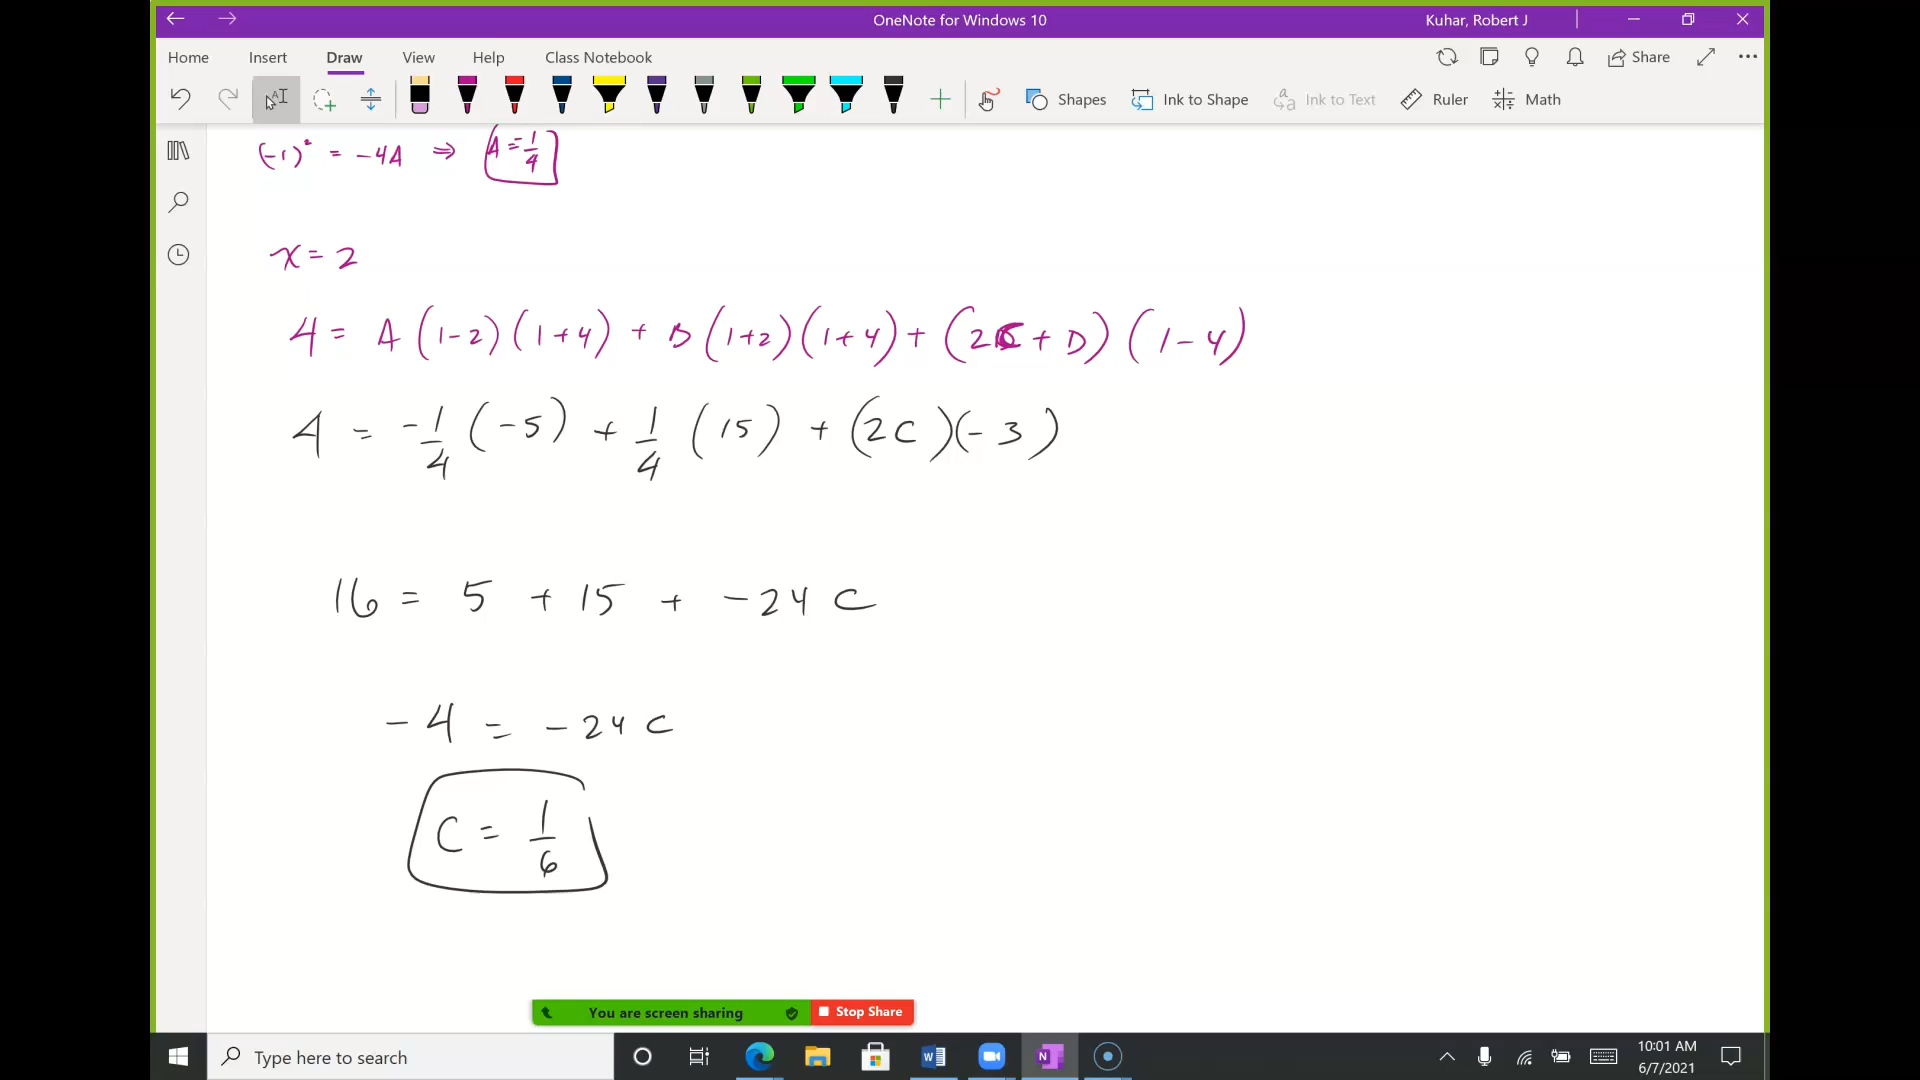 OneNote for Windows 10
Kuhar, Robert J
Home Insert Draw View Help Class Notebook
Share
Shapes Ink to Shape Ink to Text Ruler Math
(-1)² = -4A ⇒ A = 1/4
x = 2
4 = A (1-2)(1+4) + B (1+2)(1+4) + (2C + D) (1-4)
4 = -1/4 (-5) + 1/4 (15) + (2C)(-3)
16 = 5 + 15 + -24 C
-4 = -24 C
C = 1/6
You are screen sharing Stop Share
Type here to search
10:01 AM
6/7/2021